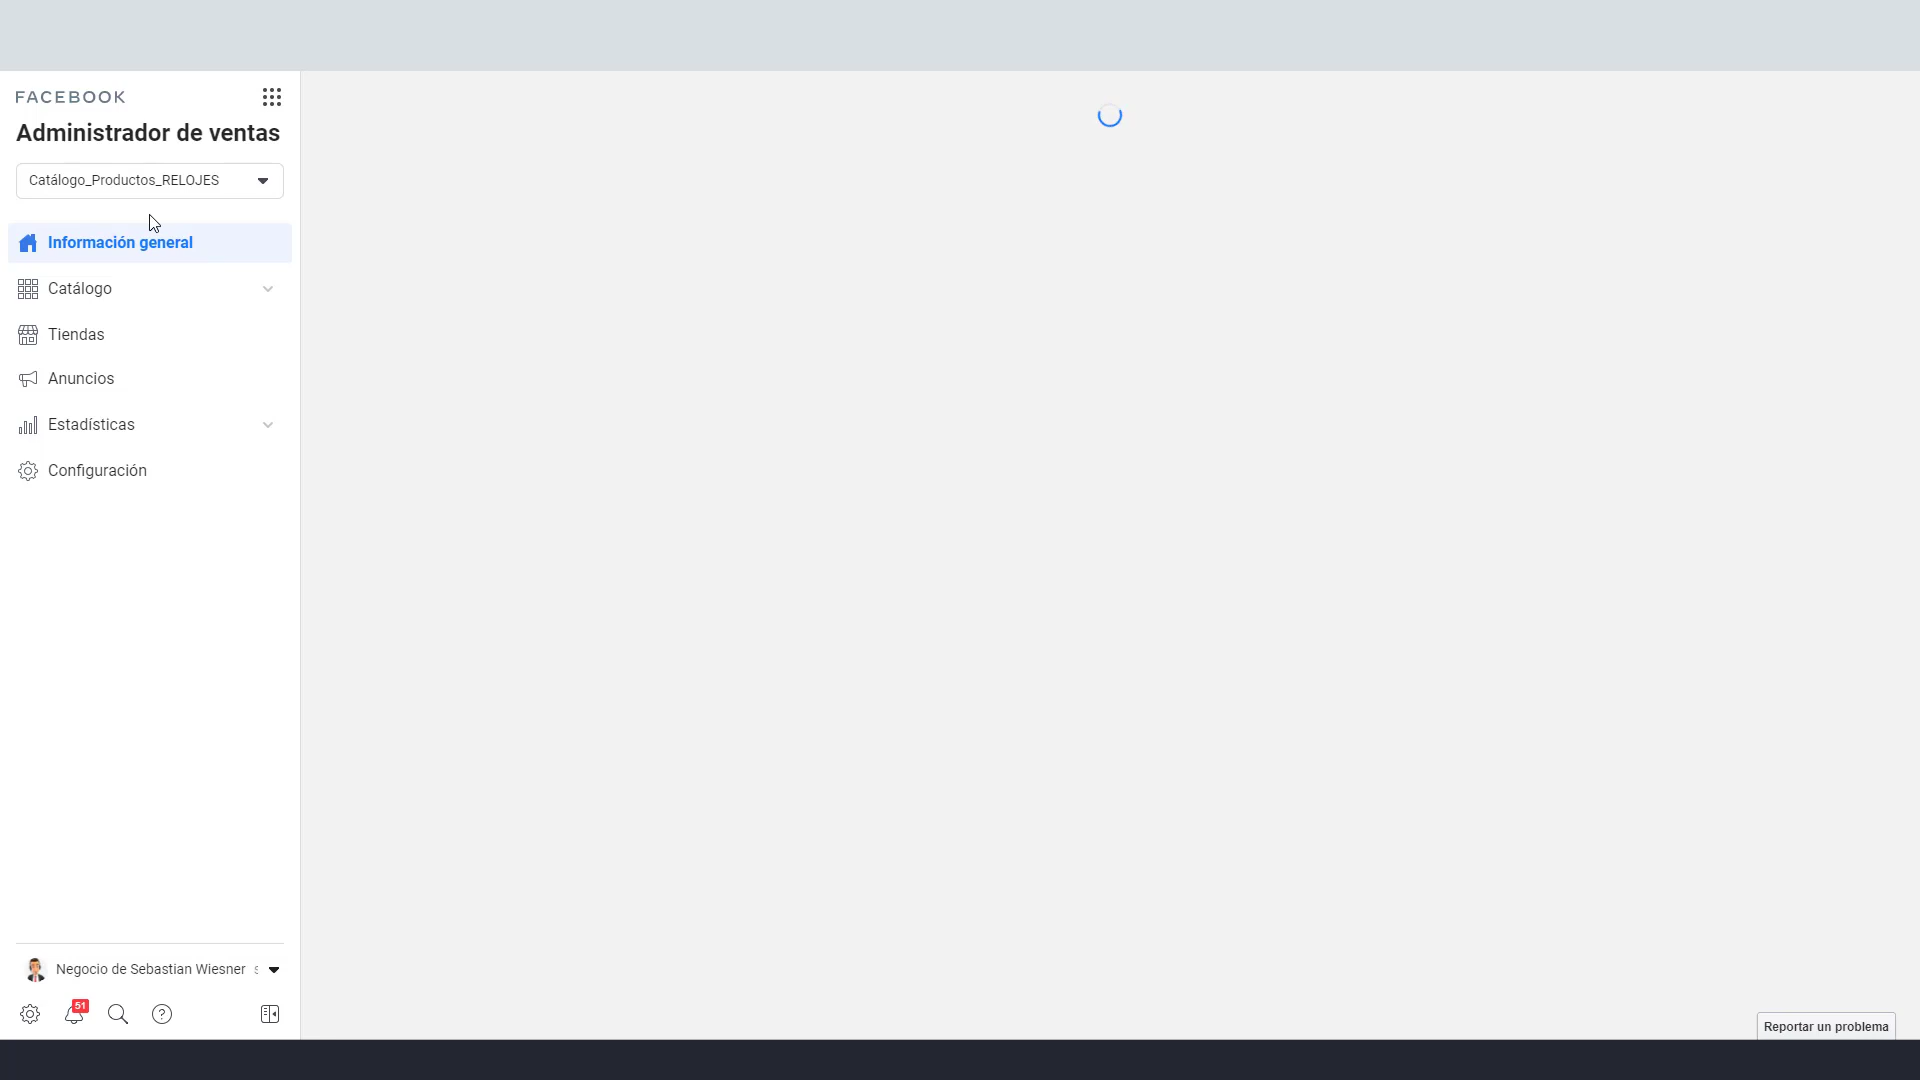 FACEBOOK
Administrador de ventas
Catálogo_Productos_RELOJES
Información general
Catálogo
Tiendas
Anuncios
Estadísticas
Configuración
Negocio de Sebastian Wiesner
51
Reportar un problema